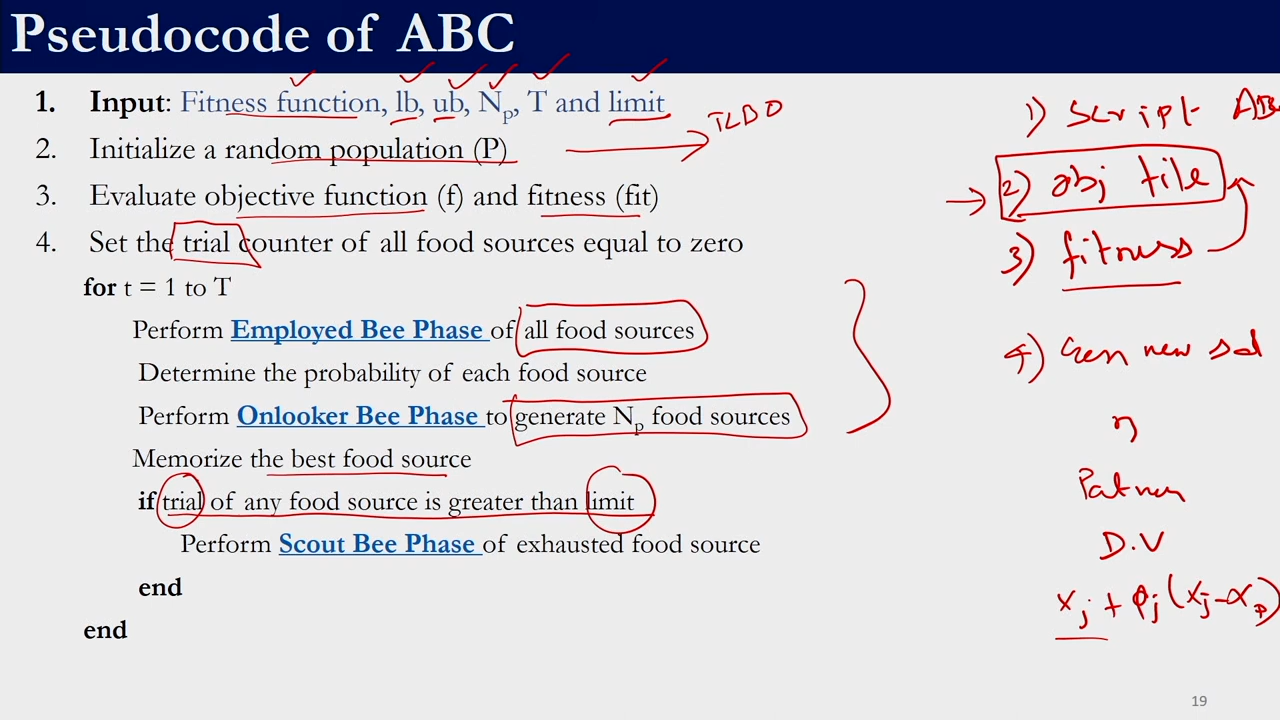 Pseudocode of ABC
1. Input: Fitness function, lb, ub, Np, T and limit
2. Initialize a random population (P)
3. Evaluate objective function (f) and fitness (fit)
4. Set the trial counter of all food sources equal to zero
for t = 1 to T
Perform Employed Bee Phase of all food sources
Determine the probability of each food source
Perform Onlooker Bee Phase to generate Np food sources
Memorize the best food source
if trial of any food source is greater than limit
Perform Scout Bee Phase of exhausted food source
end
end
TLBO
1) Script ABC
2) obj file
3) fitness
4) Gen new sol
Patner
D.V
xj + φj (xj - xp)
19